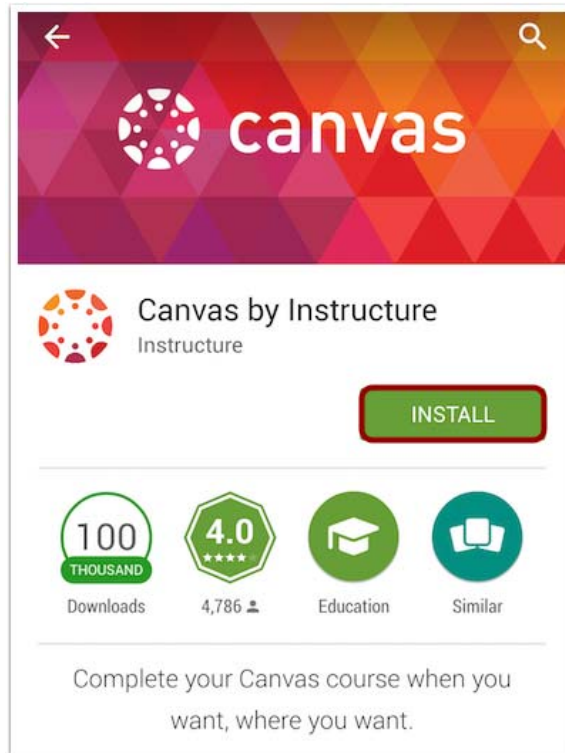 canvas
Canvas by Instructure
Instructure
INSTALL
100
THOUSAND
4.0
Downloads
4,786
Education
Similar
Complete your Canvas course when you
want, where you want.